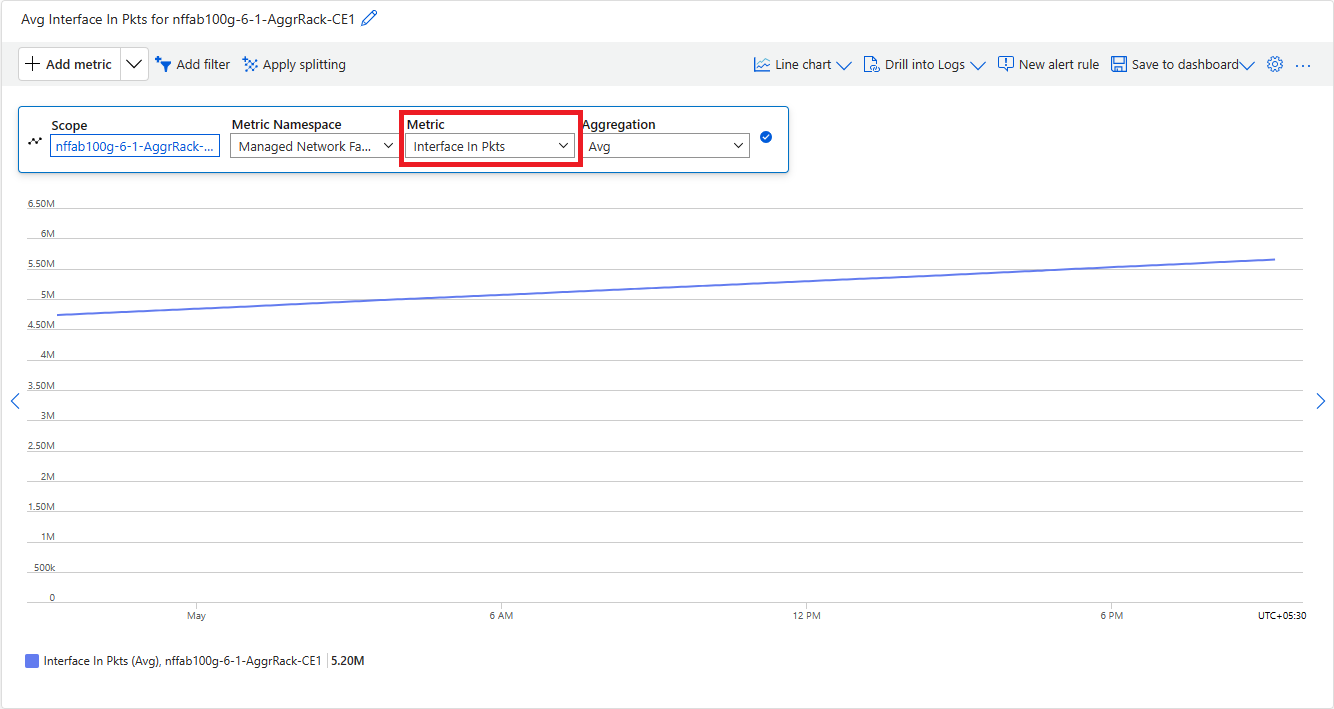 Avg Interface In Pkts for nffab100g-6-1-AggrRack-CE1
Add metric Add filter Apply splitting Line chart Drill into Logs New alert rule Save to dashboard ...
Scope Metric Namespace Metric Aggregation
nffab100g-6-1-AggrRack-... Managed Network Fa... Interface In Pkts Avg
6.50M
6M
5.50M
5M
4.50M
4M
3.50M
3M
2.50M
2M
1.50M
1M
500k
0
May 6 AM 12 PM 6 PM UTC+05:30
Interface In Pkts (Avg), nffab100g-6-1-AggrRack-CE1 5.20M